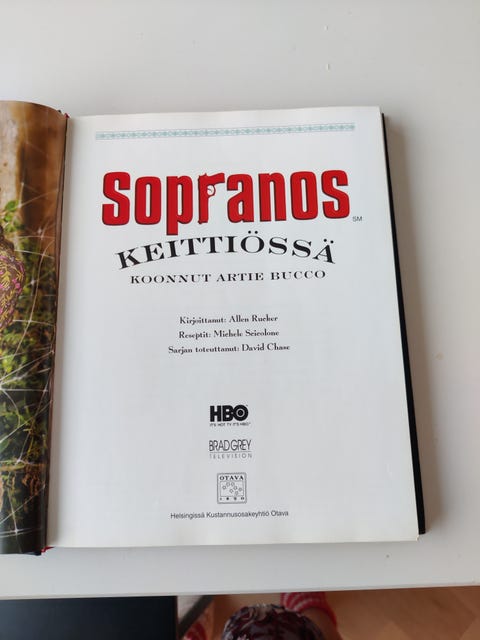 Sopranos SM
KEITTIÖSSÄ
KOONNUT ARTIE BUCCO
Kirjoittanut: Allen Rucker
Reseptit: Michele Scicolone
Sarjan toteuttanut: David Chase
HBO
IT'S NOT TV. IT'S HBO.
BRAD GREY
TELEVISION
OTAVA
1890
Helsingissä Kustannusosakeyhtiö Otava